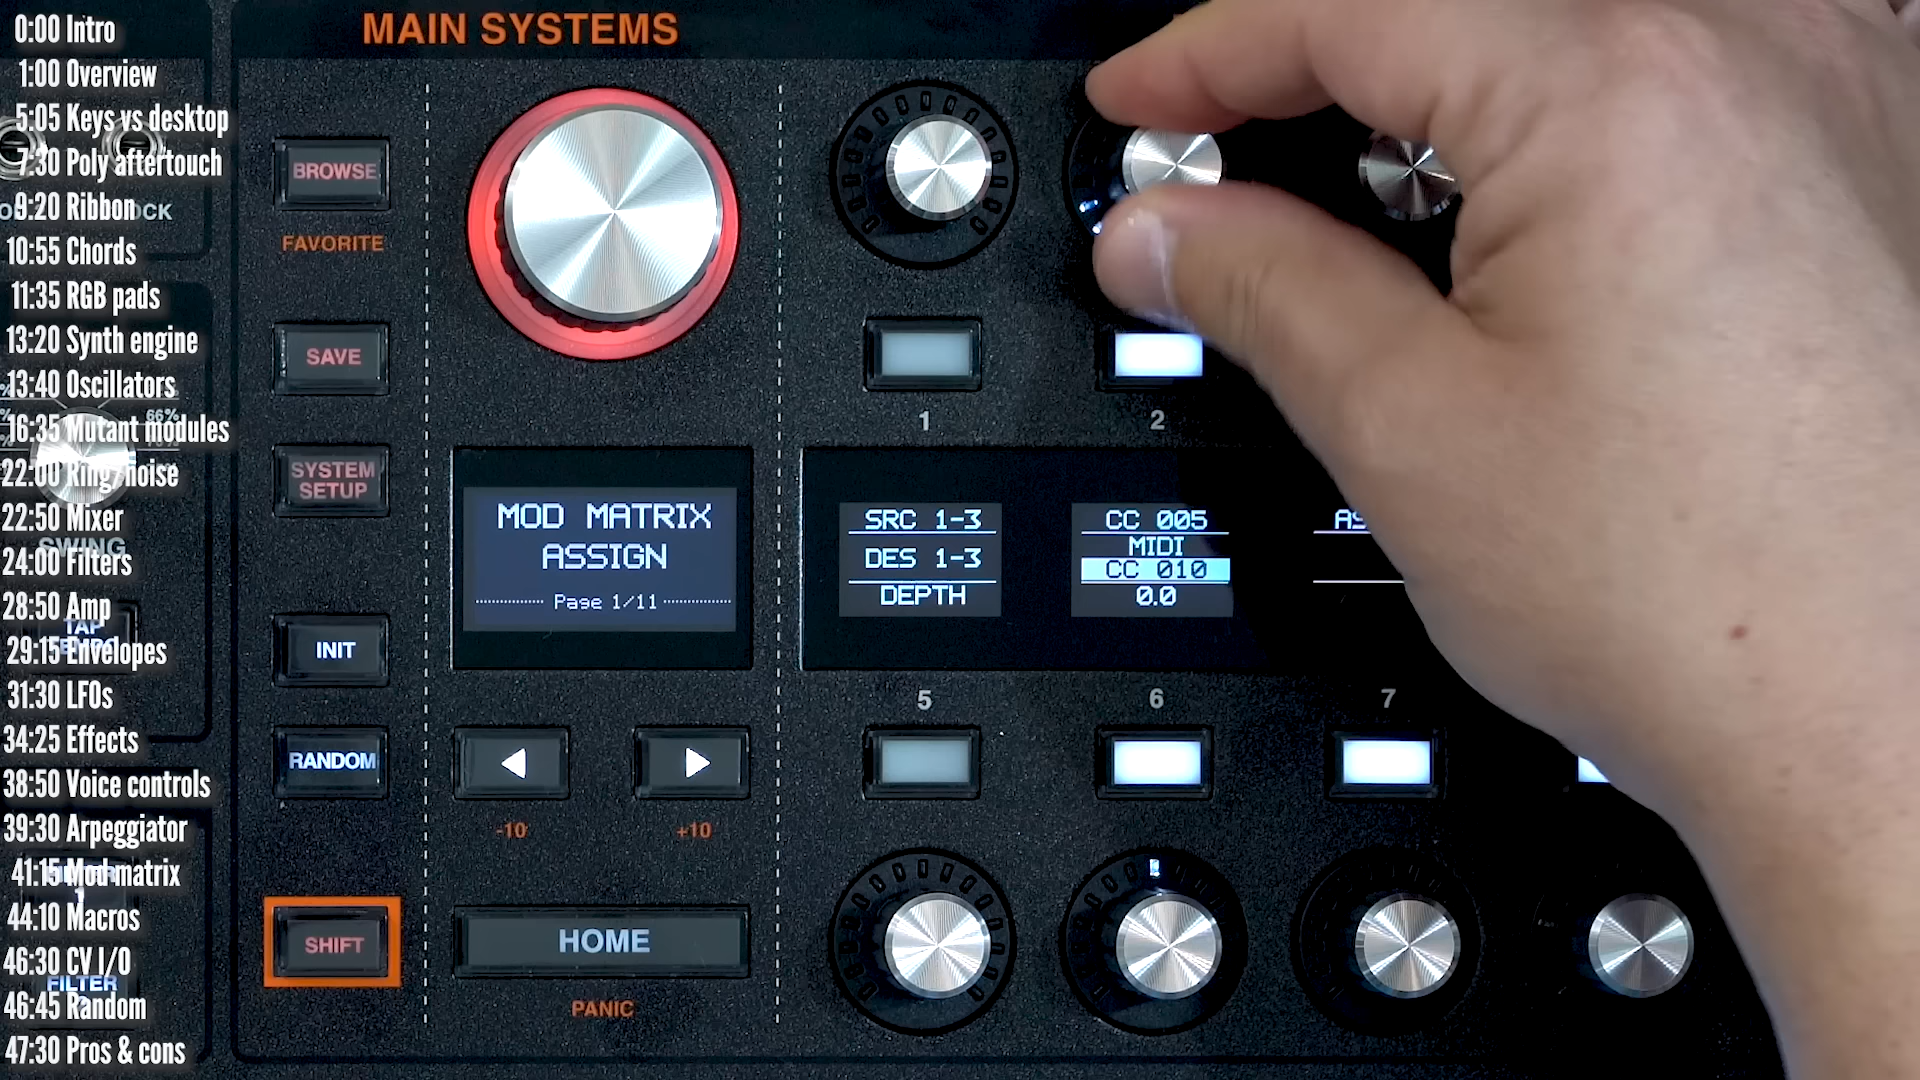 0:00 Intro
1:00 Overview
5:05 Keys vs desktop
7:30 Poly aftertouch
9:20 Ribbon
10:55 Chords
11:35 RGB pads
13:20 Synth engine
13:40 Oscillators
16:35 Mutant modules
22:00 Ring/noise
22:50 Mixer
24:00 Filters
28:50 Amp
29:15 Envelopes
31:30 LFOs
34:25 Effects
38:50 Voice controls
39:30 Arpeggiator
41:15 Mod matrix
44:10 Macros
46:30 CV I/O
46:45 Random
47:30 Pros & cons
66%
SWING
TAP
FILTER
MAIN SYSTEMS
BROWSE
FAVORITE
SAVE
SYSTEM
SETUP
INIT
RANDOM
SHIFT
MOD MATRIX
ASSIGN
Page 1/11
-10
+10
HOME
PANIC
1
2
SRC 1-3
DES 1-3
DEPTH
CC 005
MIDI
CC 010
0.0
5
6
7